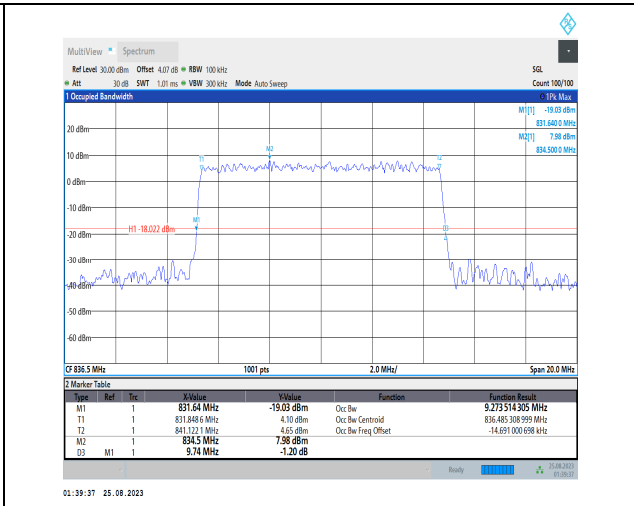 MultiView Spectrum
Ref Level 30.00 dBm Offset 4.07 dB RBW 100 kHz SGL
Att 30 dB SWT 1.01 ms VBW 300 kHz Mode Auto Sweep Count 100/100
1 Occupied Bandwidth 1Pk Max
M1[1] -19.03 dBm
831.640 0 MHz
M2[1] 7.98 dBm
834.500 0 MHz
20 dBm
M2
T1
10 dBm
0 dBm
-10 dBm
M1
H1 -18.022 dBm
-20 dBm
-30 dBm
-40 dBm
-50 dBm
-60 dBm
CF 836.5 MHz 1001 pts 2.0 MHz/ Span 20.0 MHz
2 Marker Table
Type Ref Trc X-Value Y-Value Function Function Result
M1 1 831.64 MHz -19.03 dBm Occ Bw 9.273 514 305 MHz
T1 1 831.848 6 MHz 4.10 dBm Occ Bw Centroid 836.485 308 999 MHz
T2 1 841.122 1 MHz 4.65 dBm Occ Bw Freq Offset -14.691 000 698 kHz
M2 1 834.5 MHz 7.98 dBm
D3 M1 1 9.74 MHz -1.20 dB
Ready 25.08.2023
01:39:37
01:39:37 25.08.2023